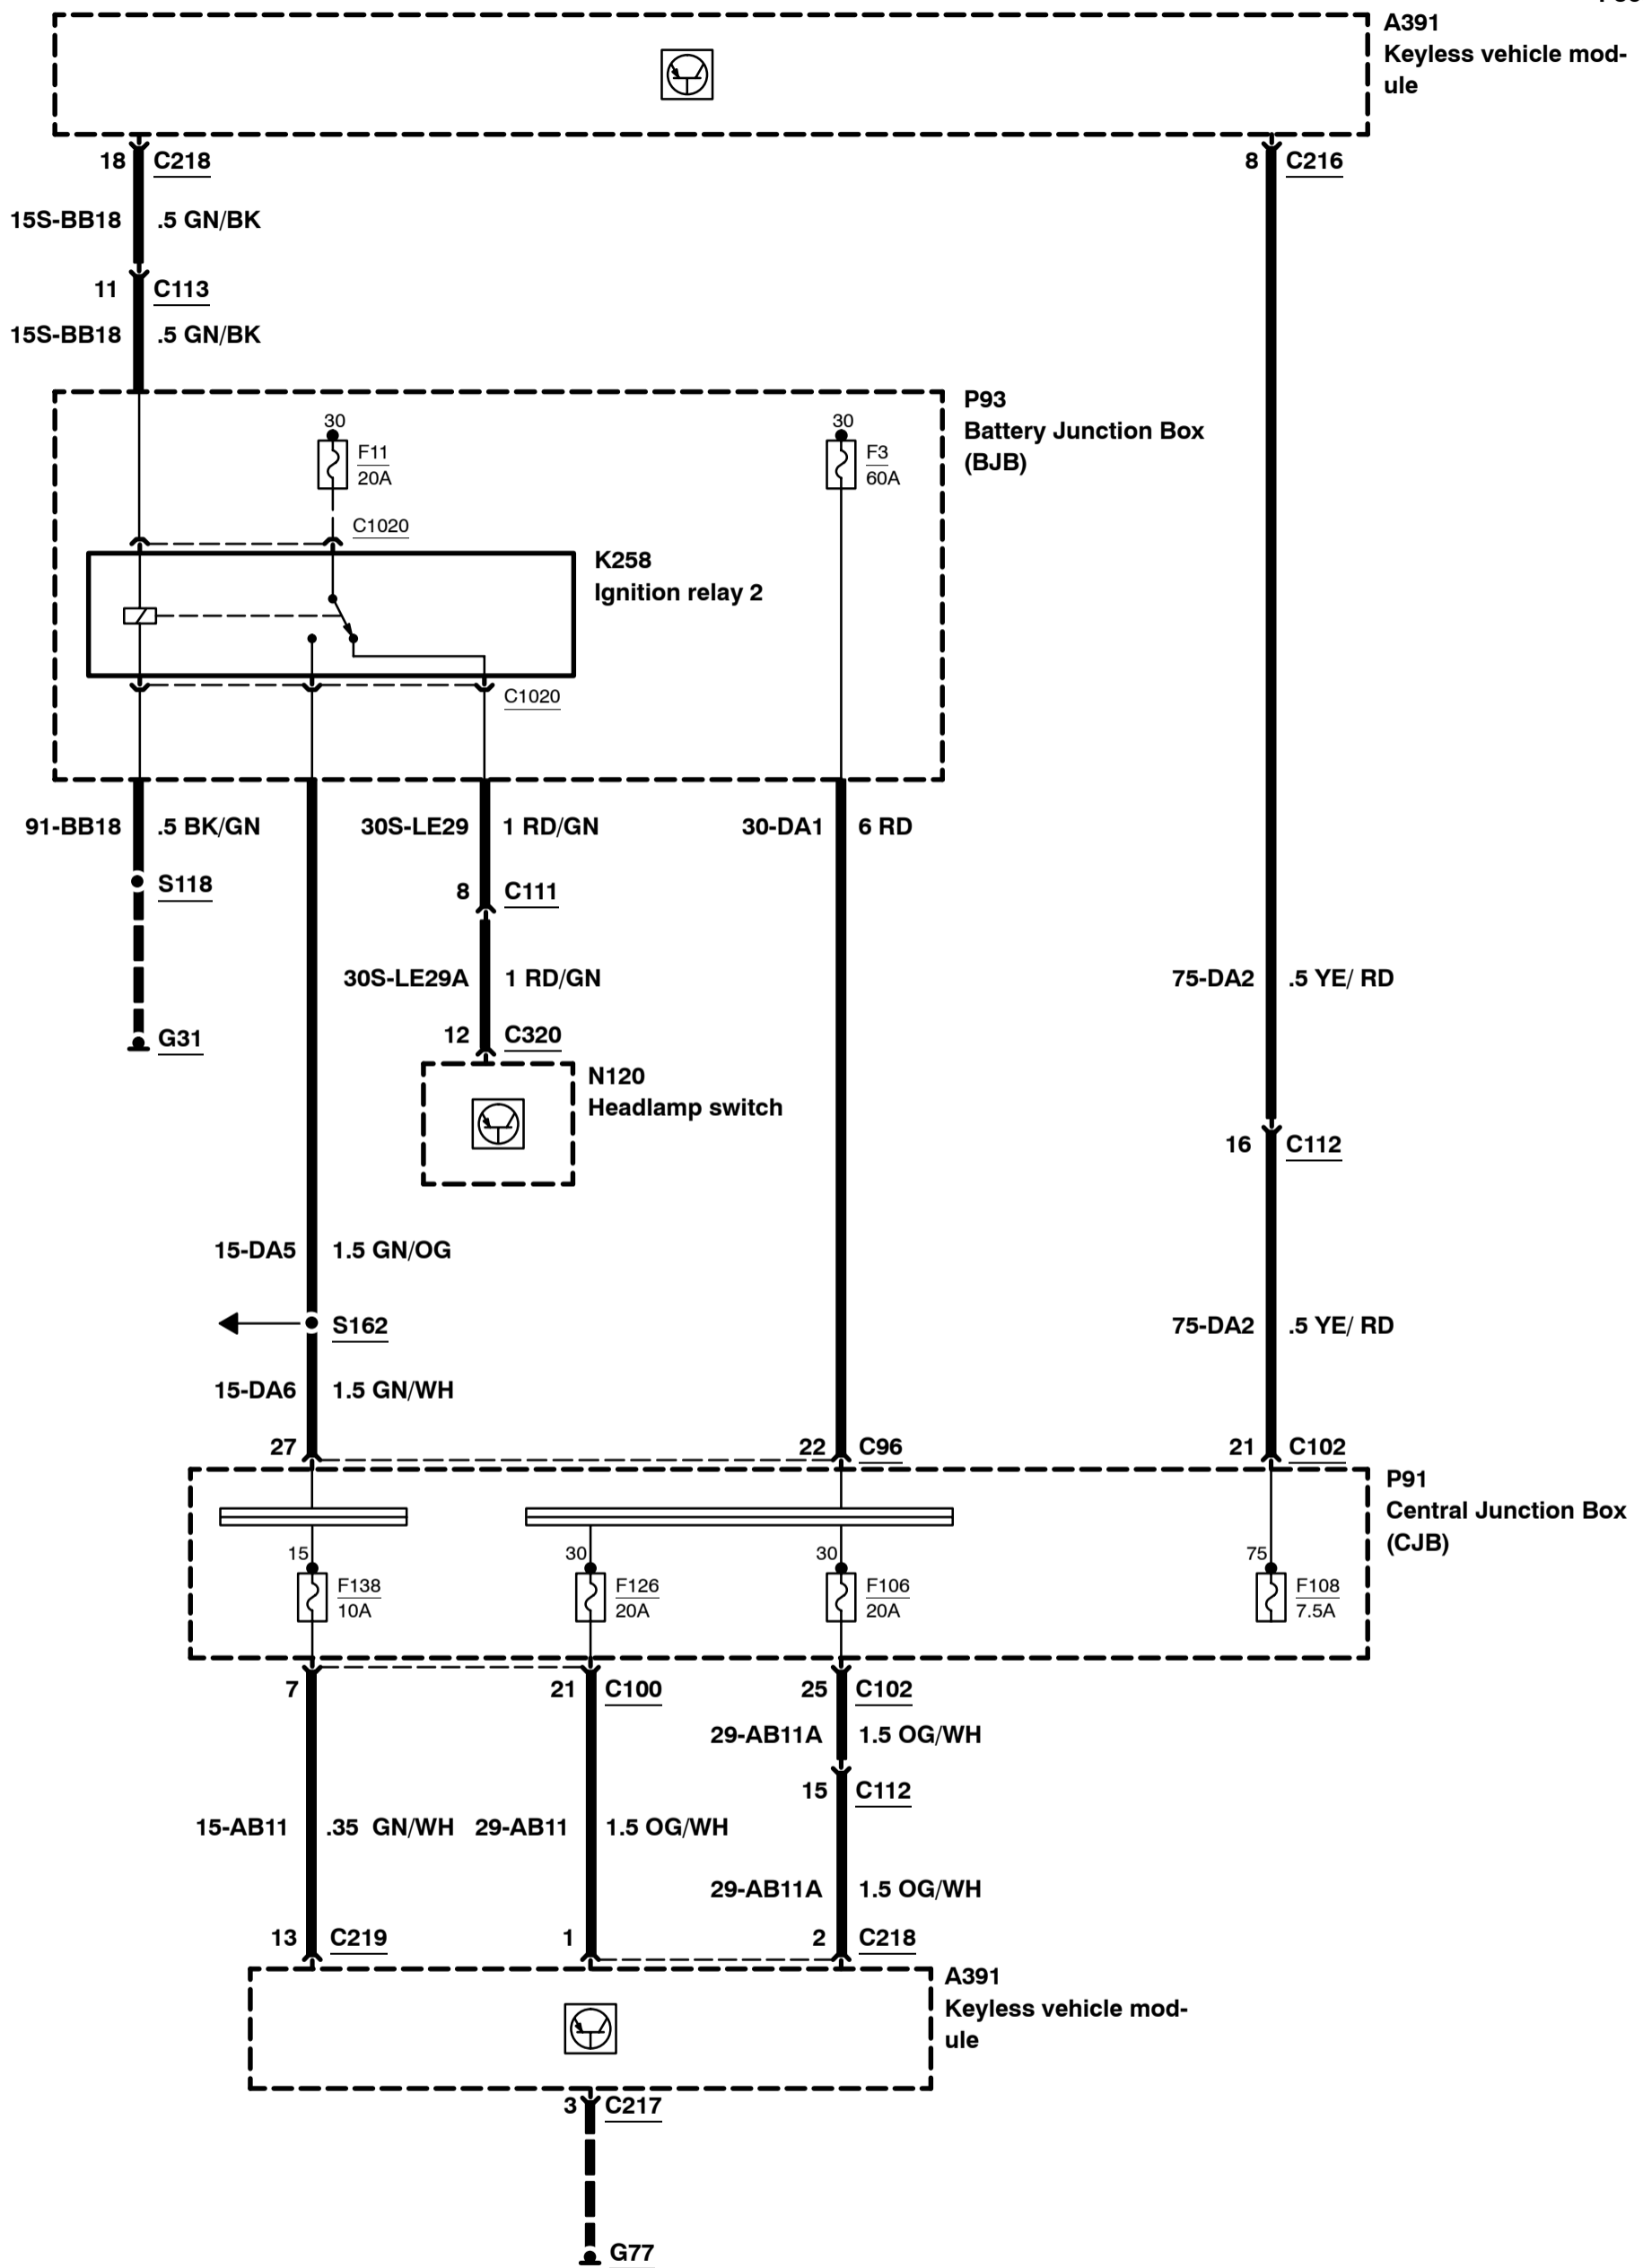 A391
Keyless vehicle mod-
ule
18 C218
8 C216
15S-BB18 .5 GN/BK
11 C113
15S-BB18 .5 GN/BK
P93
Battery Junction Box
(BJB)
30
F11
20A
30
F3
60A
C1020
K258
Ignition relay 2
C1020
91-BB18 .5 BK/GN
30S-LE29 1 RD/GN
30-DA1 6 RD
S118
8 C111
30S-LE29A 1 RD/GN
75-DA2 .5 YE/ RD
G31
12 C320
N120
Headlamp switch
16 C112
15-DA5 1.5 GN/OG
S162
75-DA2 .5 YE/ RD
15-DA6 1.5 GN/WH
27
22 C96
21 C102
P91
Central Junction Box
(CJB)
15
F138
10A
30
F126
20A
30
F106
20A
75
F108
7.5A
7
21 C100
25 C102
29-AB11A 1.5 OG/WH
15 C112
15-AB11 .35 GN/WH
29-AB11 1.5 OG/WH
29-AB11A 1.5 OG/WH
13 C219
1
2 C218
A391
Keyless vehicle mod-
ule
3 C217
G77